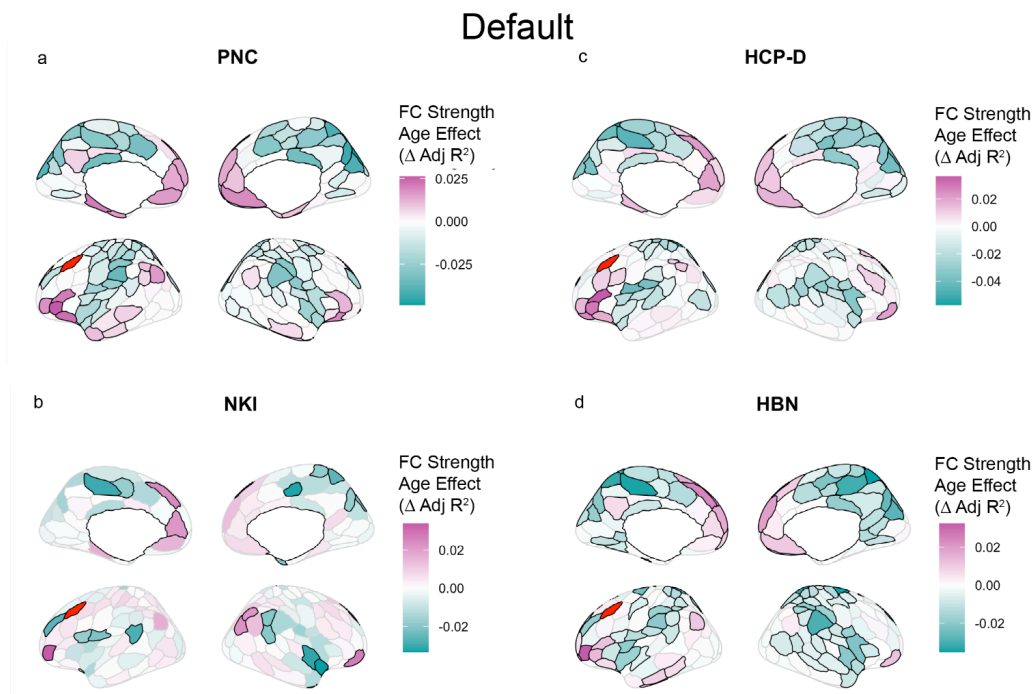 Default
a
PNC
FC Strength
Age Effect
(Δ Adj R²)
0.025
0.000
-0.025
c
HCP-D
FC Strength
Age Effect
(Δ Adj R²)
0.02
0.00
-0.02
-0.04
b
NKI
FC Strength
Age Effect
(Δ Adj R²)
0.02
0.00
-0.02
d
HBN
FC Strength
Age Effect
(Δ Adj R²)
0.02
0.00
-0.02